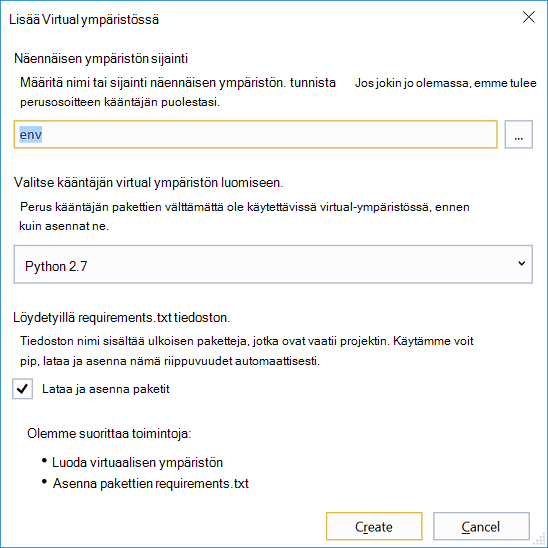 Lisää Virtual ympäristössä
Näennäisen ympäristön sijainti
Määritä nimi tai sijainti näennäisen ympäristön. tunnista Jos jokin jo olemassa, emme tulee
perusosoitteen kääntäjän puolestasi.
env
...
Valitse kääntäjän virtual ympäristön luomiseen.
Perus kääntäjän pakettien välttämättä ole käytettävissä virtual-ympäristössä, ennen
kuin asennat ne.
Python 2.7
Löydetyillä requirements.txt tiedoston.
Tiedoston nimi sisältää ulkoisen paketteja, jotka ovat vaatii projektin. Käytämme voit
pip, lataa ja asenna nämä riippuvuudet automaattisesti.
Lataa ja asenna paketit
Olemme suorittaa toimintoja:
• Luoda virtuaalisen ympäristön
• Asenna pakettien requirements.txt
Create
Cancel